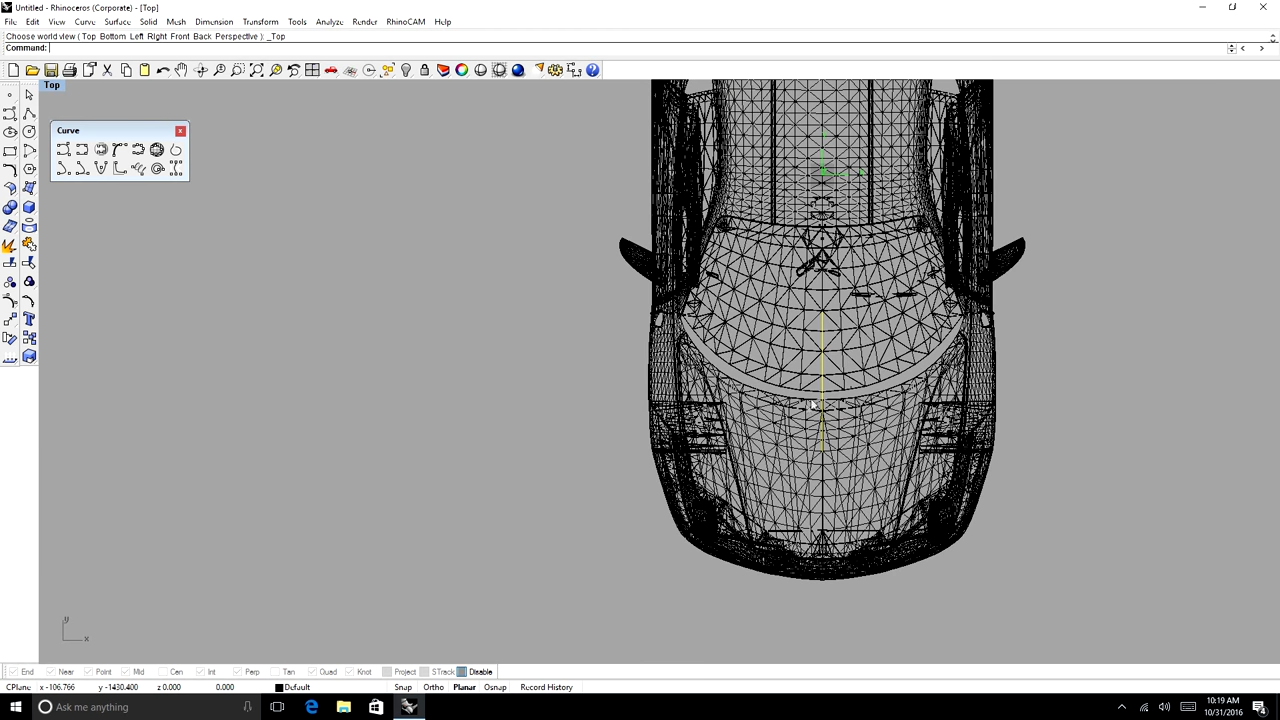 Untitled - Rhinoceros (Corporate) - [Top]
File Edit View Curve Surface Solid Mesh Dimension Transform Tools Analyze Render RhinoCAM Help
Choose world view ( Top Bottom Left Right Front Back Perspective ): _Top
Command:
Top
Curve
y
x
End Near Point Mid Cen Int Perp Tan Quad Knot Project STrack Disable
CPlane x -106.766 y -1430.400 z 0.000 0.000 Default Snap Ortho Planar Osnap Record History
Ask me anything
10:19 AM
10/31/2016
4